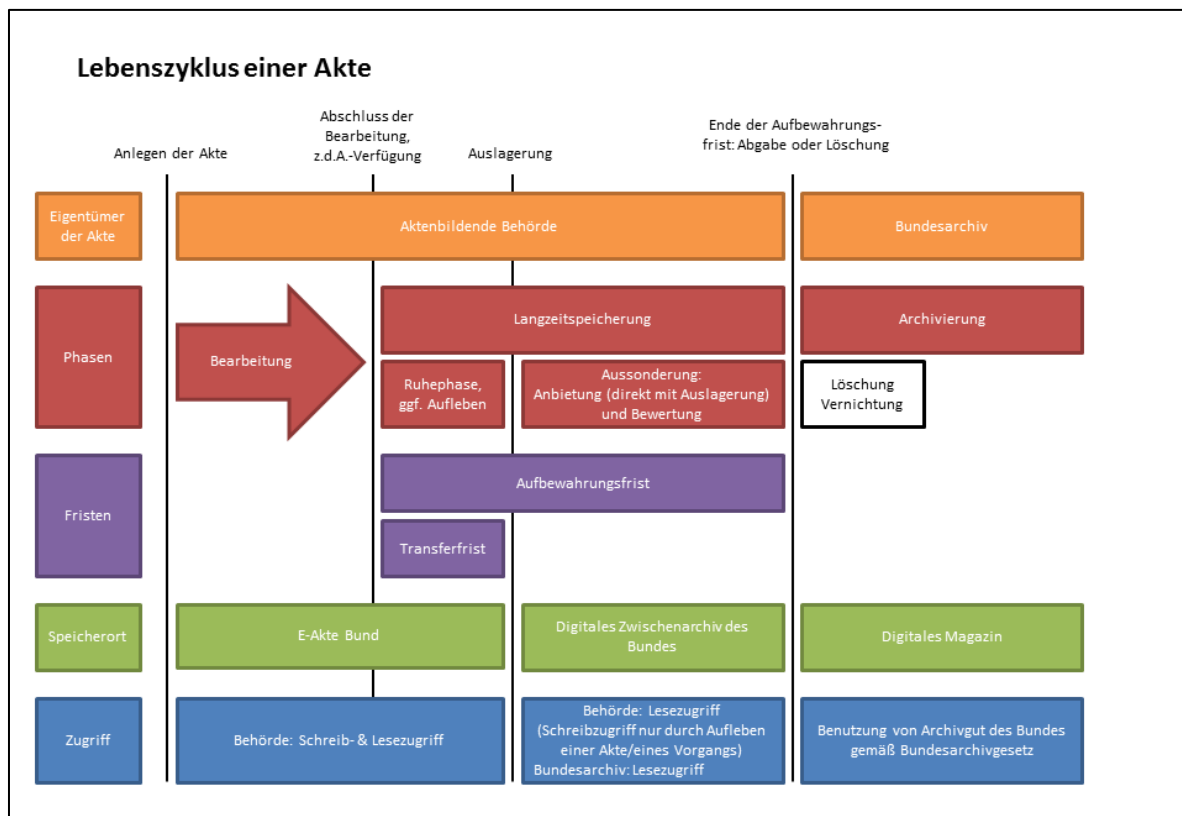 Lebenszyklus einer Akte
Anlegen der Akte
Abschluss der
Bearbeitung,
z.d.A.-Verfügung
Auslagerung
Ende der Aufbewahrungs-
frist: Abgabe oder Löschung
Eigentümer
der Akte
Aktenbildende Behörde
Bundesarchiv
Phasen
Bearbeitung
Langzeitspeicherung
Archivierung
Ruhephase,
ggf. Aufleben
Aussonderung:
Anbietung (direkt mit Auslagerung)
und Bewertung
Löschung
Vernichtung
Fristen
Aufbewahrungsfrist
Transferfrist
Speicherort
E-Akte Bund
Digitales Zwischenarchiv des
Bundes
Digitales Magazin
Zugriff
Behörde: Schreib- & Lesezugriff
Behörde: Lesezugriff
(Schreibzugriff nur durch Aufleben
einer Akte/eines Vorgangs)
Bundesarchiv: Lesezugriff
Benutzung von Archivgut des Bundes
gemäß Bundesarchivgesetz